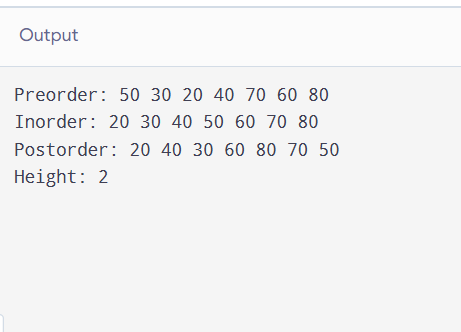 Output
Preorder: 50 30 20 40 70 60 80
Inorder: 20 30 40 50 60 70 80
Postorder: 20 40 30 60 80 70 50
Height: 2